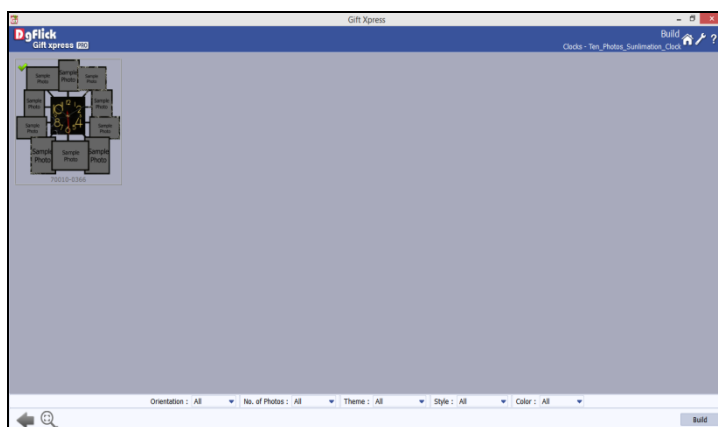 Gift Xpress
DgFlick
Gift xpress PRO
Build
Clocks - Ten_Photos_Sunlimation_Clock
?
Sample Photo
Sample Photo
Sample Photo
Sample Photo
Sample Photo
Sample Photo
Sample Photo
Sample Photo
Sample Photo
Sample Photo
70010-0366
Orientation : All No. of Photos : All Theme : All Style : All Color : All
Build